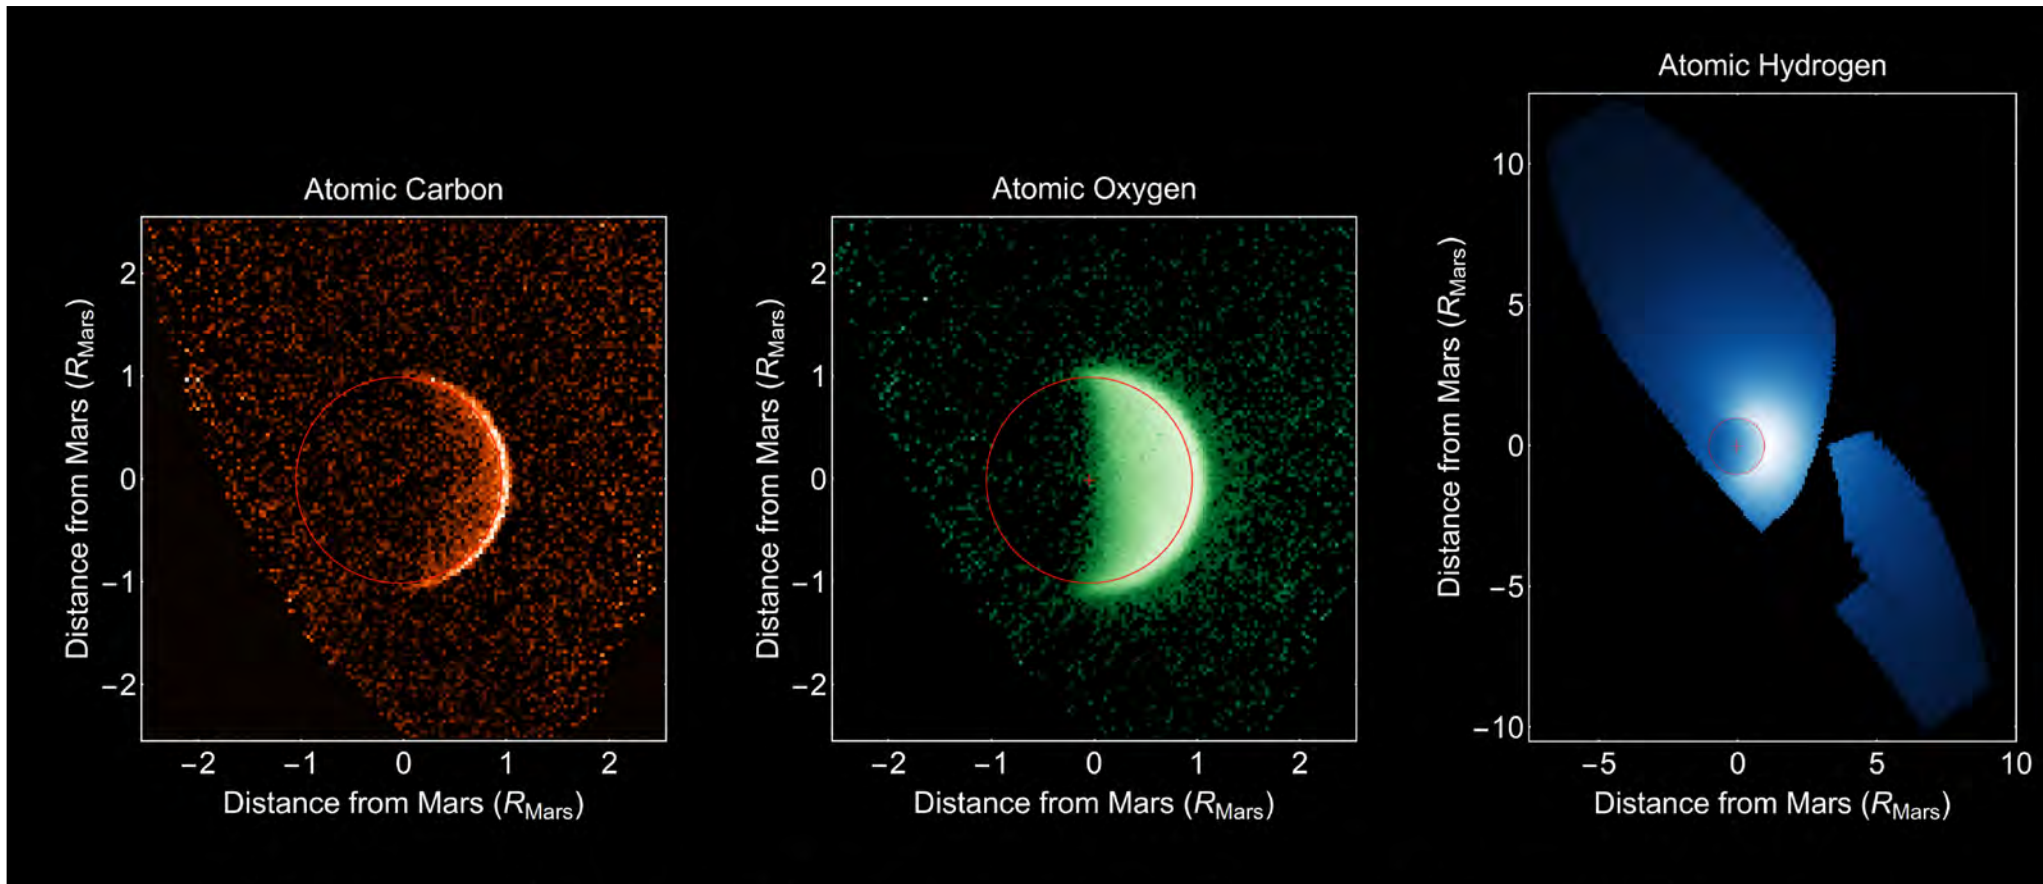 Atomic Carbon
Distance from Mars (RMars)
2
1
0
−1
−2
−2 −1 0 1 2
Distance from Mars (RMars)
Atomic Oxygen
Distance from Mars (RMars)
2
1
0
−1
−2
−2 −1 0 1 2
Distance from Mars (RMars)
Atomic Hydrogen
Distance from Mars (RMars)
10
5
0
−5
−10
−5 0 5 10
Distance from Mars (RMars)